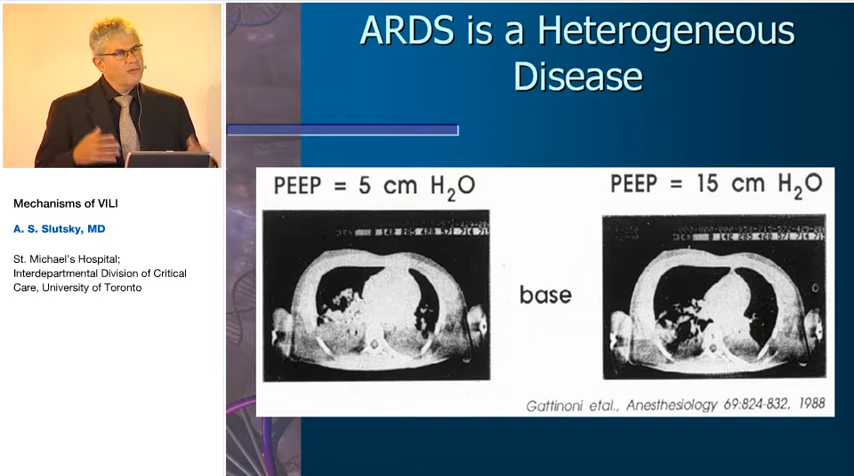 ARDS is a Heterogeneous
Disease
PEEP = 5 cm H₂O
PEEP = 15 cm H₂O
base
Gattinoni etal., Anesthesiology 69:824-832, 1988
Mechanisms of VILI
A. S. Slutsky, MD
St. Michael's Hospital;
Interdepartmental Division of Critical
Care, University of Toronto